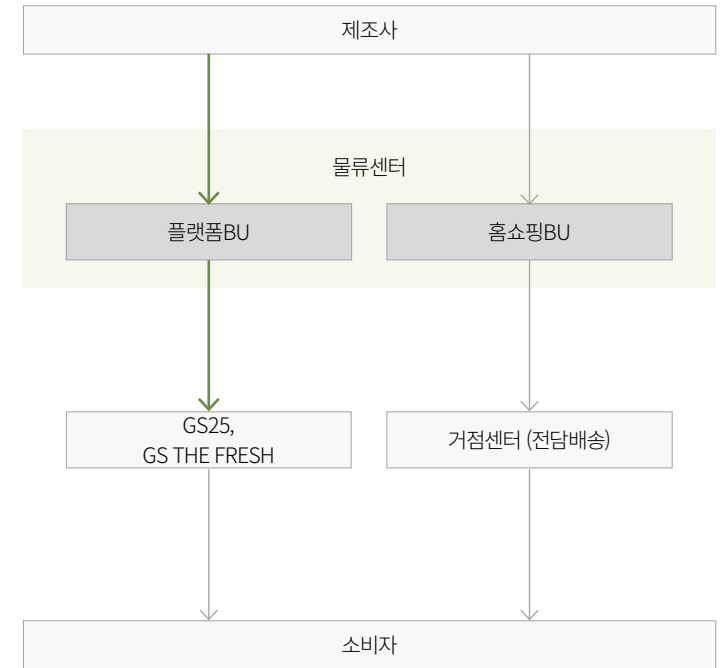 제조사
물류센터
플랫폼BU
홈쇼핑BU
GS25,
GS THE FRESH
거점센터 (전담배송)
소비자